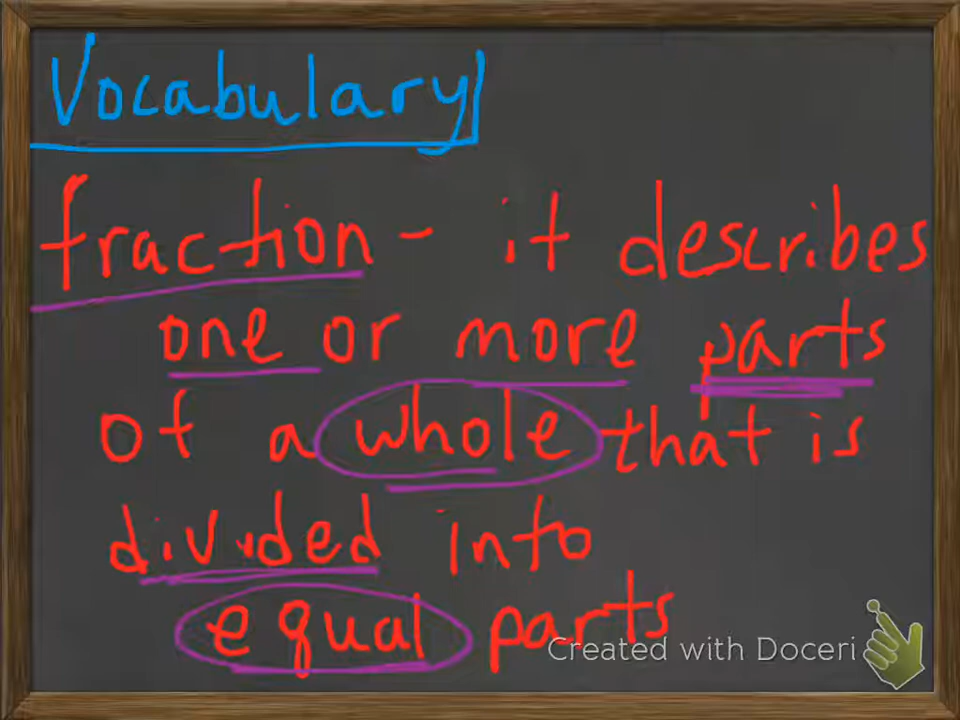 Vocabulary
fraction - it describes
one or more parts
of a whole that is
divided into
equal parts
Created with Doceri